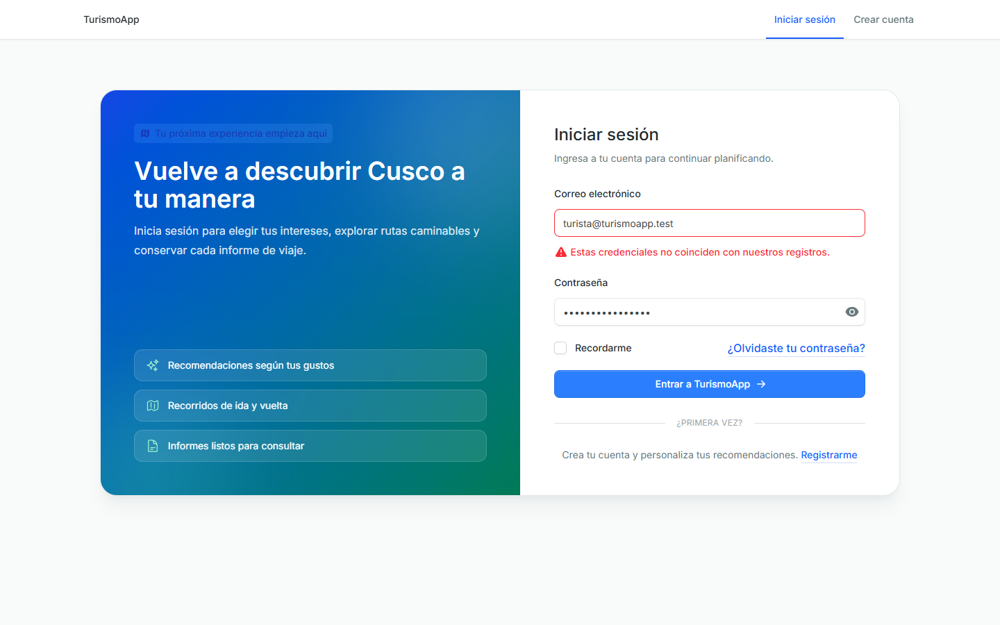 TurismoApp
Iniciar sesión
Crear cuenta
Tu próxima experiencia empieza aquí
Vuelve a descubrir Cusco a
tu manera
Inicia sesión para elegir tus intereses, explorar rutas caminables y
conservar cada informe de viaje.
Recomendaciones según tus gustos
Recorridos de ida y vuelta
Informes listos para consultar
Iniciar sesión
Ingresa a tu cuenta para continuar planificando.
Correo electrónico
turista@turismoapp.test
Estas credenciales no coinciden con nuestros registros.
Contraseña
••••••••••••••••
Recordarme
¿Olvidaste tu contraseña?
Entrar a TurismoApp →
¿PRIMERA VEZ?
Crea tu cuenta y personaliza tus recomendaciones. Registrarme